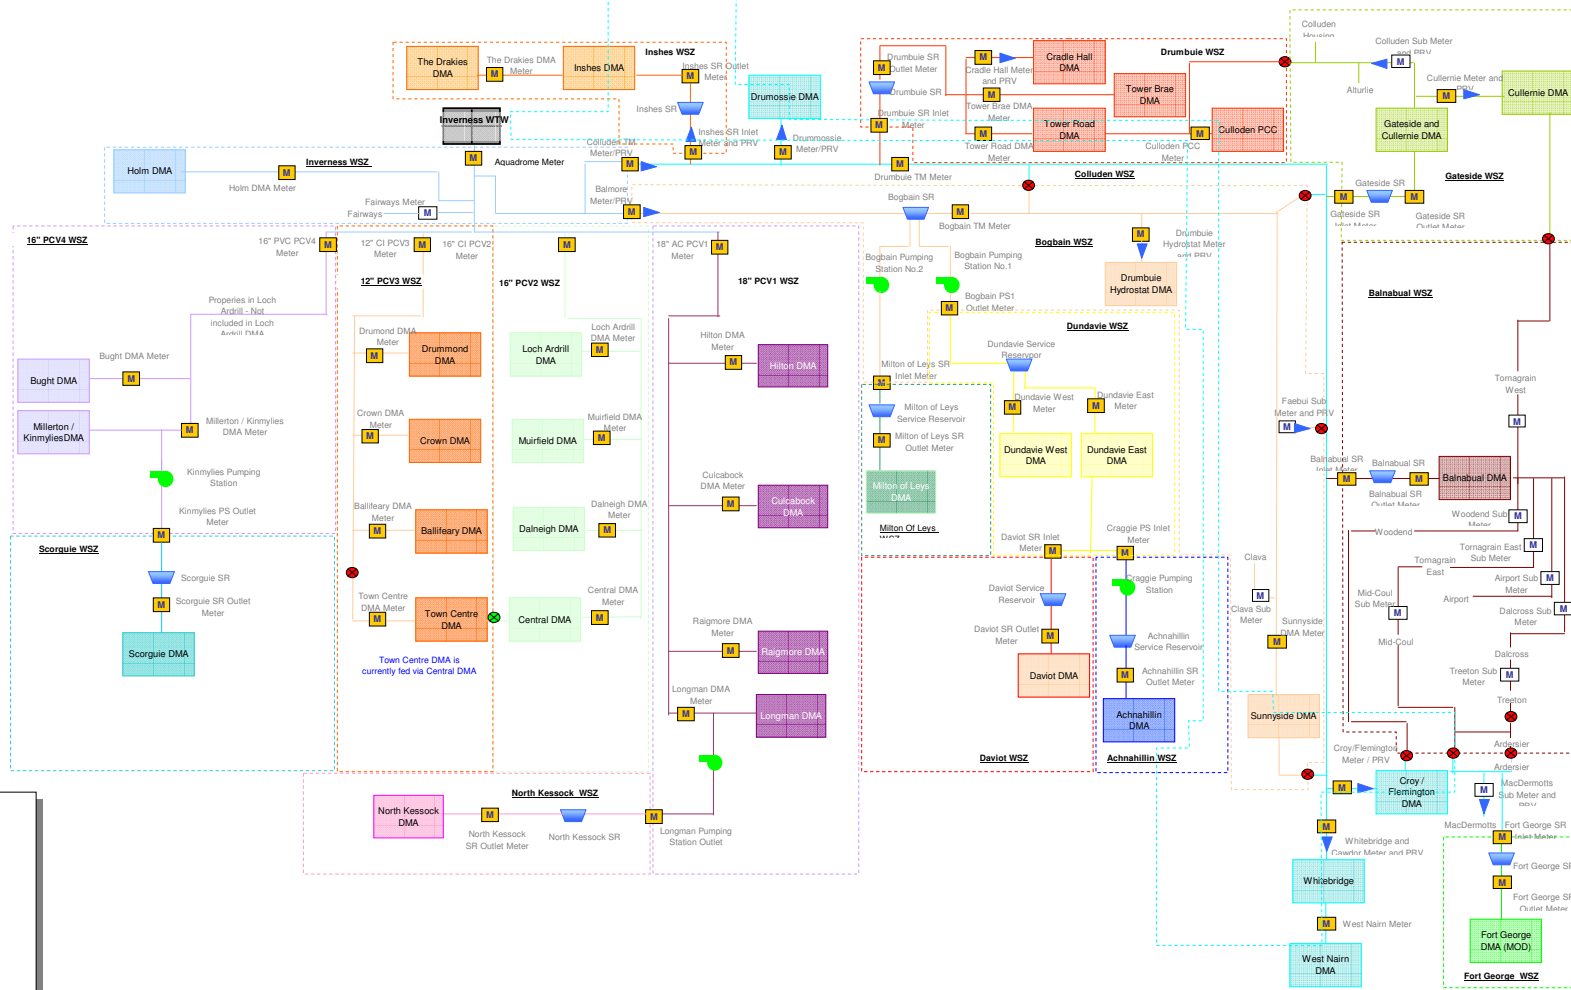 Inshes WSZ
The Drakies
DMA
The Drakies DMA
Meter
Inshes DMA
Inshes SR Outlet
Meter
Inshes SR
Inshes SR Inlet
Meter and PRV
Drumossie DMA
Drummossie
Meter/PRV
Inverness WTW
Aquadrome Meter
Culloden TM
Meter/PRV
Balmore
Meter/PRV
Inverness WSZ
Holm DMA
Holm DMA Meter
Fairways Meter
Fairways
Drumbuie WSZ
Drumbuie SR
Outlet Meter
Drumbuie SR
Drumbuie SR Inlet
Meter
Cradle Hall Meter
and PRV
Cradle Hall
DMA
Tower Brae DMA
Meter
Tower Brae
DMA
Tower Road
DMA
Tower Road DMA
Meter
Culloden PCC
Culloden PCC
Meter
Drumbuie TM Meter
Colluden WSZ
Colluden
Housing
Colluden Sub Meter
and PRV
Alturlie
Cullernie Meter and
PRV
Cullernie DMA
Gateside and
Cullernie DMA
Gateside WSZ
Gateside SR
Gateside SR
Inlet Meter
Gateside SR
Outlet Meter
Bogbain SR
Bogbain TM Meter
Bogbain WSZ
Bogbain Pumping
Station No.2
Bogbain Pumping
Station No.1
Bogbain PS1
Outlet Meter
Drumbuie
Hydrostat Meter
and PRV
Drumbuie
Hydrostat DMA
16" PCV4 WSZ
16" PVC PCV4
Meter
12" CI PCV3
Meter
16" CI PCV2
Meter
18" AC PCV1
Meter
12" PCV3 WSZ
16" PCV2 WSZ
18" PCV1 WSZ
Properies in Loch
Ardrill - Not
included in Loch
Ardill DMA
Bught DMA Meter
Bught DMA
Millerton /
KinmyliesDMA
Millerton / Kinmylies
DMA Meter
Kinmylies Pumping
Station
Kinmylies PS Outlet
Meter
Scorguie WSZ
Scorguie SR
Scorguie SR Outlet
Meter
Scorguie DMA
Drumond DMA
Meter
Drummond
DMA
Crown DMA
Meter
Crown DMA
Ballifeary DMA
Meter
Ballifeary DMA
Town Centre
DMA Meter
Town Centre
DMA
Town Centre DMA is
currently fed via Central DMA
Loch Ardrill
DMA
Loch Ardrill
DMA Meter
Muirfield DMA
Muirfield DMA
Meter
Dalneigh DMA
Dalneigh DMA
Meter
Central DMA
Central DMA
Meter
Hilton DMA
Meter
Hilton DMA
Culcabock
DMA Meter
Culcabock
DMA
Raigmore DMA
Meter
Raigmore DMA
Longman DMA
Meter
Longman DMA
Longman Pumping
Station Outlet
North Kessock WSZ
North Kessock
DMA
North Kessock
SR Outlet Meter
North Kessock SR
Dundavie WSZ
Dundavie Service
Reservpor
Dundavie West
Meter
Dundavie East
Meter
Dundavie West
DMA
Dundavie East
DMA
Milton of Leys SR
Inlet Meter
Milton of Leys
Service Reservoir
Milton of Leys SR
Outlet Meter
Milton of Leys
DMA
Milton Of Leys
WSZ
Daviot SR Inlet
Meter
Daviot Service
Reservoir
Daviot SR Outlet
Meter
Daviot DMA
Daviot WSZ
Craggie PS Inlet
Meter
Craggie Pumping
Station
Achnahillin
Service Reservoir
Achnahillin SR
Outlet Meter
Achnahillin
DMA
Achnahillin WSZ
Clava
Clava Sub
Meter
Sunnyside
DMA Meter
Sunnyside DMA
Faebui Sub
Meter and PRV
Balnabual WSZ
Tornagrain
West
Balnabual SR
Inlet Meter
Balnabual SR
Balnabual SR
Outlet Meter
Balnabual DMA
Woodend Sub
Meter
Woodend
Tornagrain East
Sub Meter
Tornagrain
East
Airport Sub
Meter
Airport
Dalcross Sub
Meter
Dalcross
Mid-Coul
Sub Meter
Mid-Coul
Treeton Sub
Meter
Treeton
Ardersier
Ardersier
Croy/Flemington
Meter / PRV
Croy /
Flemington
DMA
MacDermotts
Sub Meter and
PRV
MacDermotts
Fort George SR
Inlet Meter
Fort George SR
Fort George SR
Outlet Meter
Fort George
DMA (MOD)
Fort George WSZ
Whitebridge and
Cawdor Meter and PRV
Whitebridge
West Nairn Meter
West Nairn
DMA